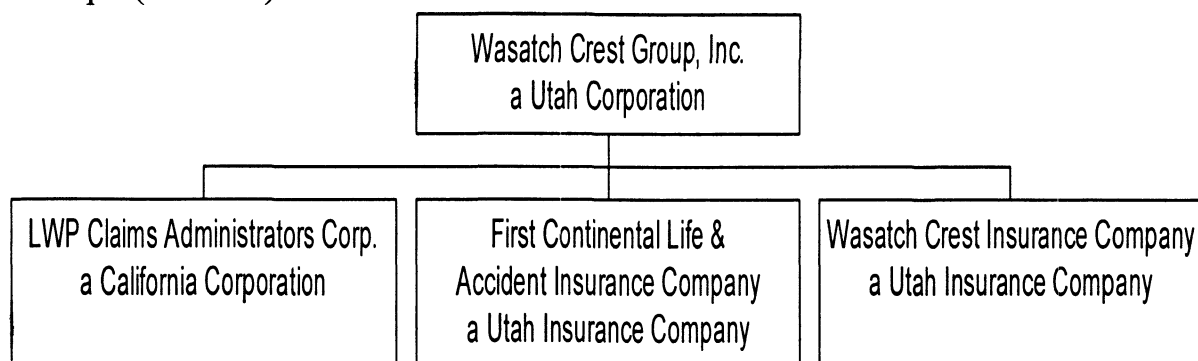 Wasatch Crest Group, Inc.
a Utah Corporation
LWP Claims Administrators Corp.
a California Corporation
First Continental Life &
Accident Insurance Company
a Utah Insurance Company
Wasatch Crest Insurance Company
a Utah Insurance Company